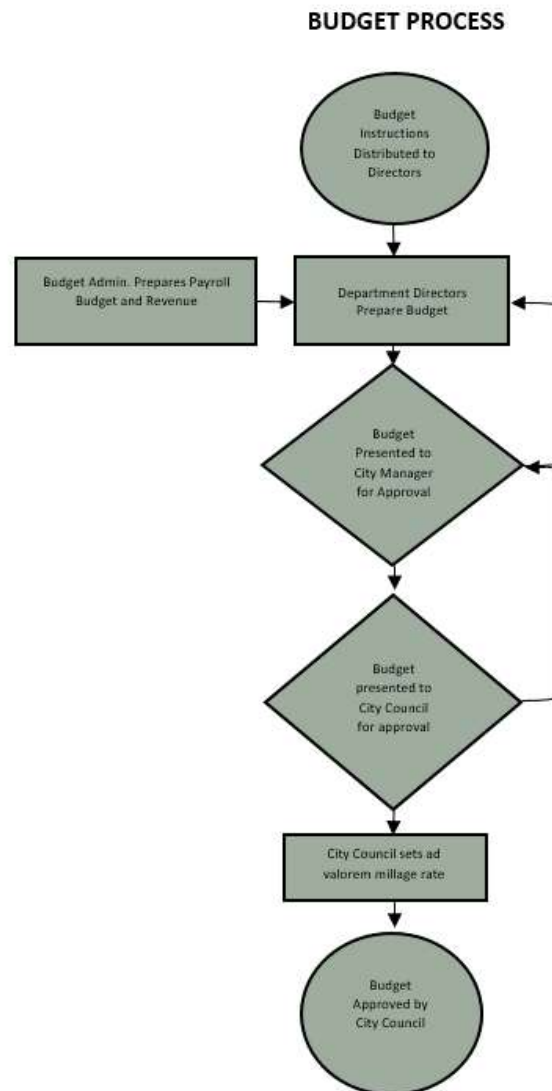 BUDGET PROCESS
Budget
Instructions
Distributed to
Directors
Budget Admin. Prepares Payroll
Budget and Revenue
Department Directors
Prepare Budget
Budget
Presented to
City Manager
for Approval
Budget
presented to
City Council
for approval
City Council sets ad
valorem millage rate
Budget
Approved by
City Council